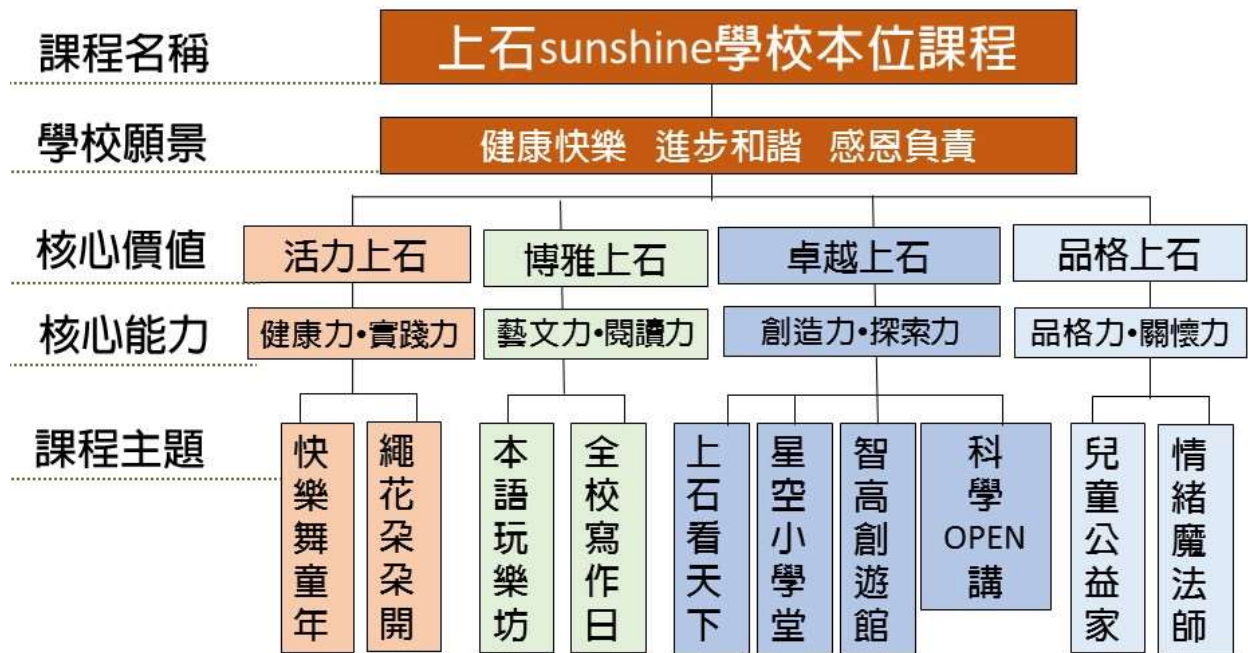 課程名稱
上石sunshine學校本位課程
學校願景
健康快樂 進步和諧 感恩負責
核心價值
活力上石
博雅上石
卓越上石
品格上石
核心能力
健康力•實踐力
藝文力•閱讀力
創造力•探索力
品格力•關懷力
課程主題
快樂舞童年
繩花朵朵開
本語玩樂坊
全校寫作日
上石看天下
星空小學堂
智高創遊館
科學OPEN講
兒童公益家
情緒魔法師